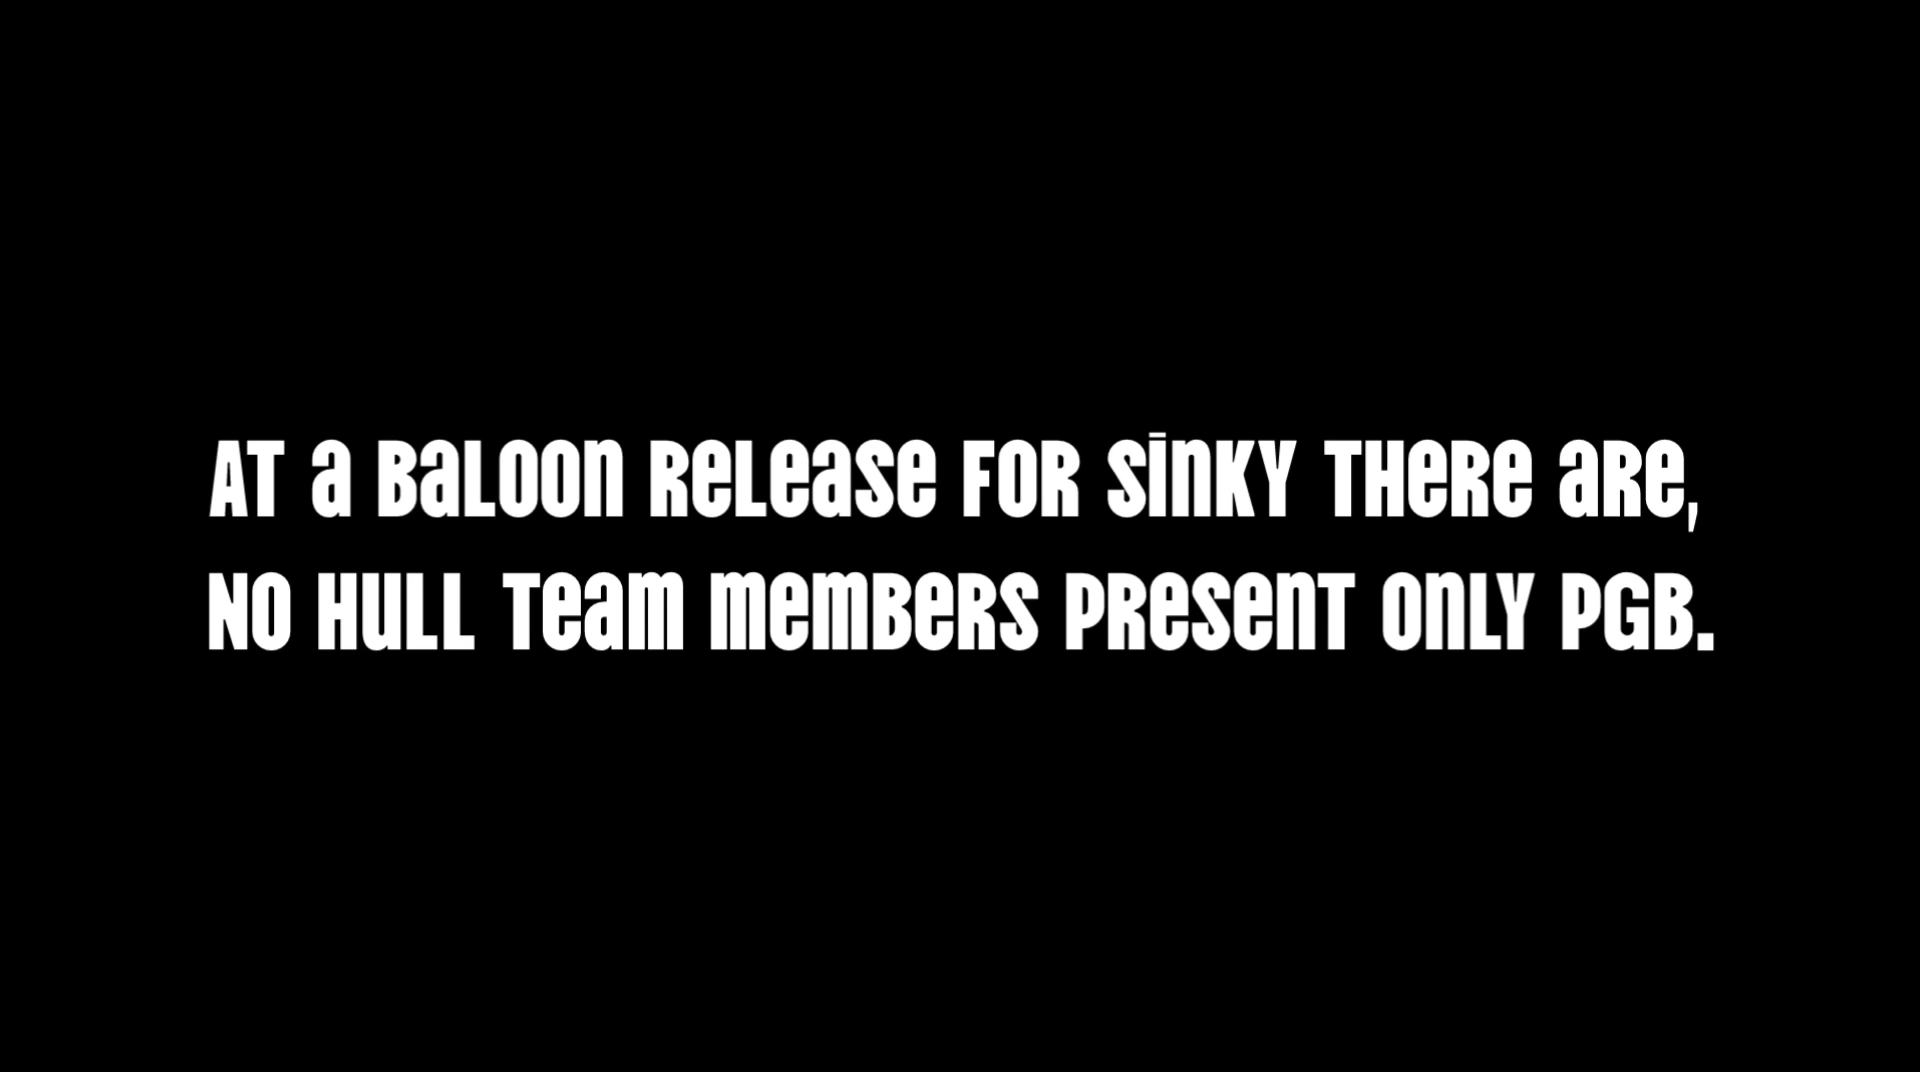 AT a BaLOON ReLease FOR SinKY THeRe aRe,
NO HuLL Team memBeRS PResenT OnLY PGB.